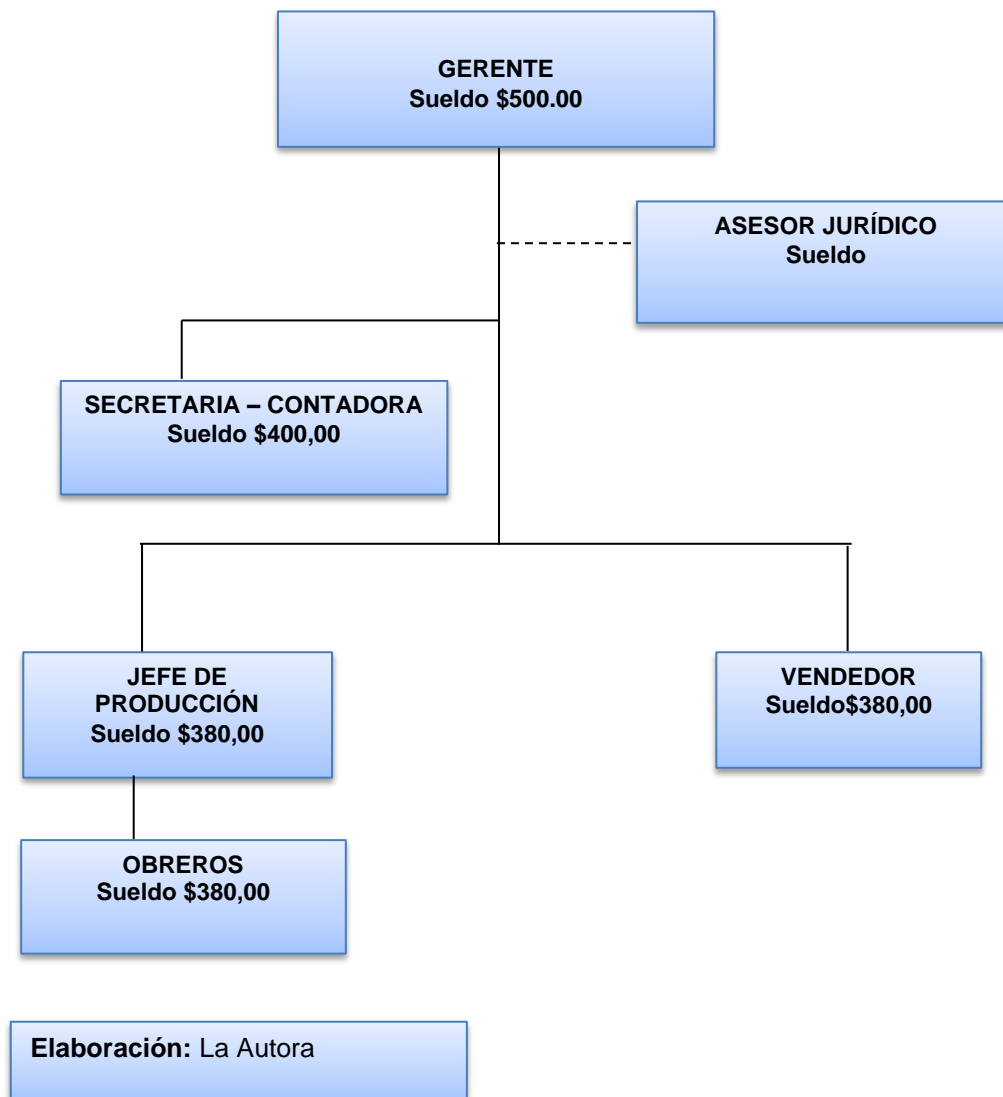 GERENTE
Sueldo $500.00
ASESOR JURÍDICO
Sueldo
SECRETARIA – CONTADORA
Sueldo $400,00
JEFE DE
PRODUCCIÓN
Sueldo $380,00
VENDEDOR
Sueldo$380,00
OBREROS
Sueldo $380,00
Elaboración: La Autora